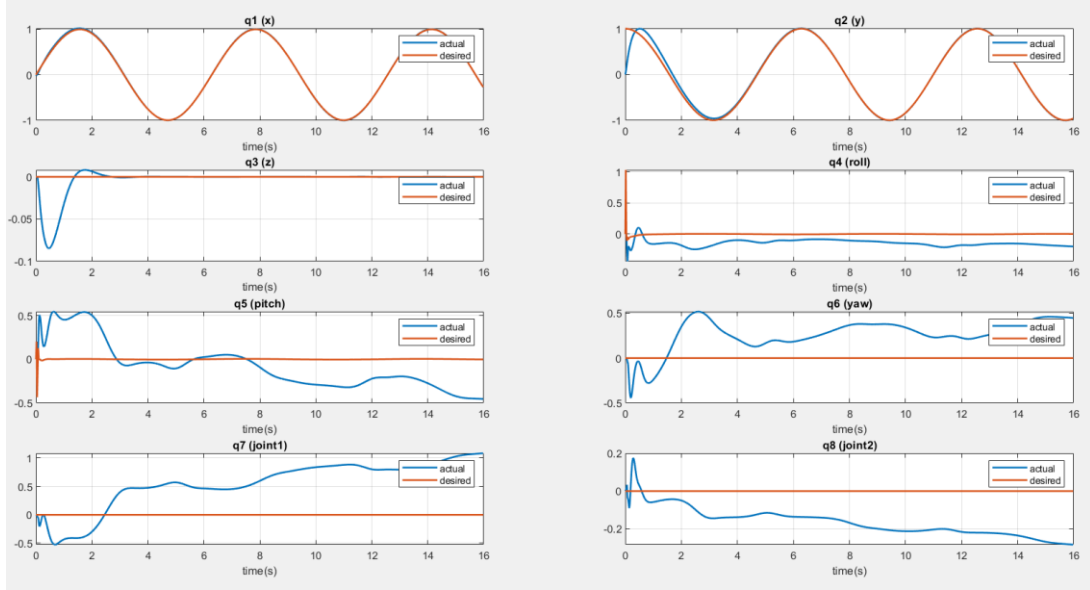 q1 (x)
1
0
-1
actual
desired
0 2 4 6 8 10 12 14 16
time(s)
q2 (y)
1
0
-1
actual
desired
0 2 4 6 8 10 12 14 16
time(s)
q3 (z)
0
-0.05
-0.1
actual
desired
0 2 4 6 8 10 12 14 16
time(s)
q4 (roll)
1
0.5
0
actual
desired
0 2 4 6 8 10 12 14 16
time(s)
q5 (pitch)
0.5
0
-0.5
actual
desired
0 2 4 6 8 10 12 14 16
time(s)
q6 (yaw)
0.5
0
-0.5
actual
desired
0 2 4 6 8 10 12 14 16
time(s)
q7 (joint1)
1
0.5
0
-0.5
actual
desired
0 2 4 6 8 10 12 14 16
time(s)
q8 (joint2)
0.2
0
-0.2
actual
desired
0 2 4 6 8 10 12 14 16
time(s)